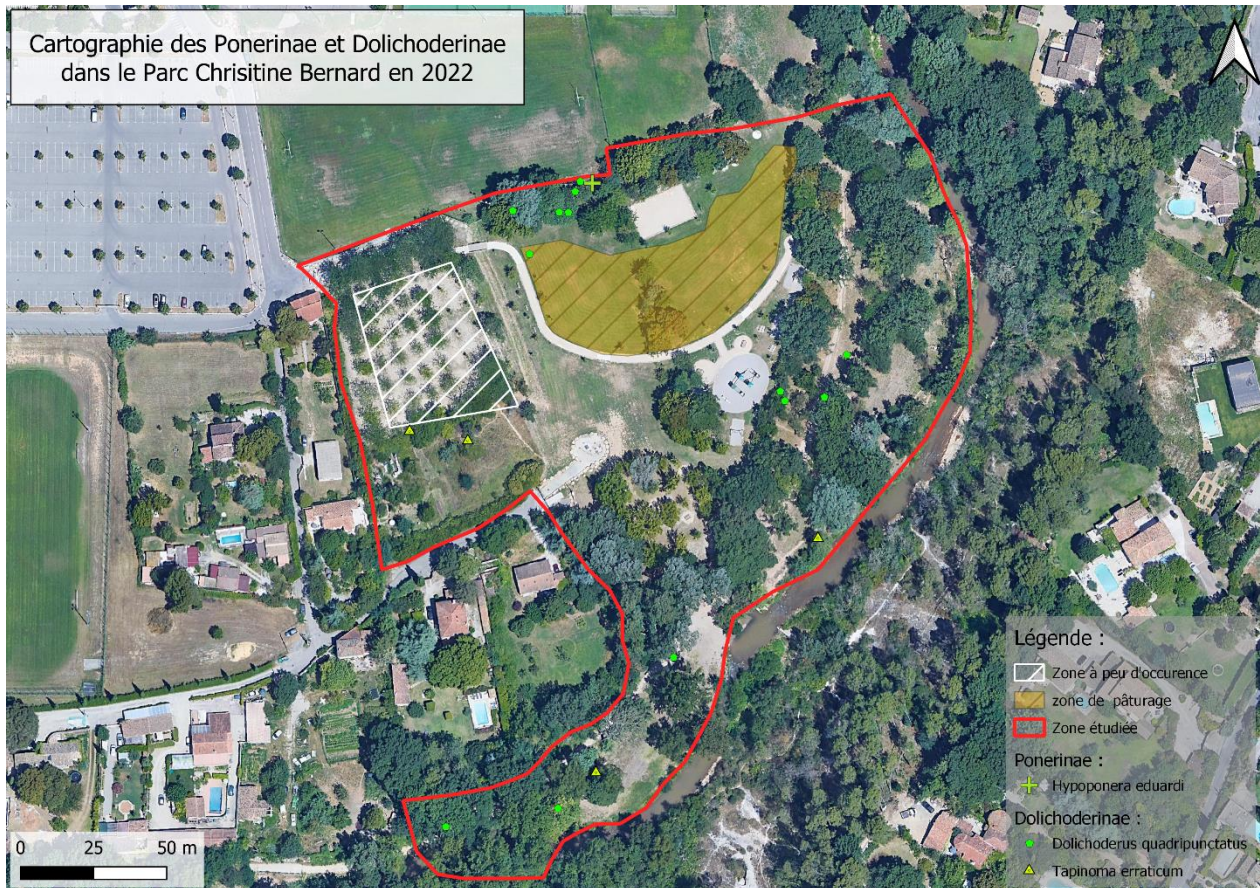 Cartographie des Ponerinae et Dolichoderinae
dans le Parc Chrisitine Bernard en 2022
Légende :
Zone à peu d'occurence
zone de pâturage
Zone étudiée
Ponerinae :
Hypoponera eduardi
Dolichoderinae :
Dolichoderus quadripunctatus
Tapinoma erraticum
0 25 50 m